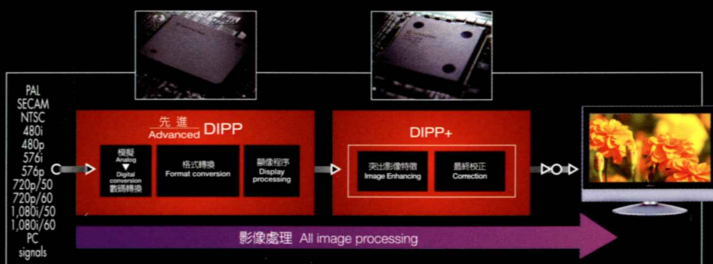 PAL
SECAM
NTSC
480i
480p
576i
576p
720p/50
720p/60
1,080i/50
1,080i/60
PC
signals
先進
Advanced DIPP
模擬
Analog
Digital
conversion
數碼轉換
格式轉換
Format conversion
顯像程序
Display
processing
DIPP+
突出影像特徵
Image Enhancing
最終校正
Correction
影像處理 All image processing